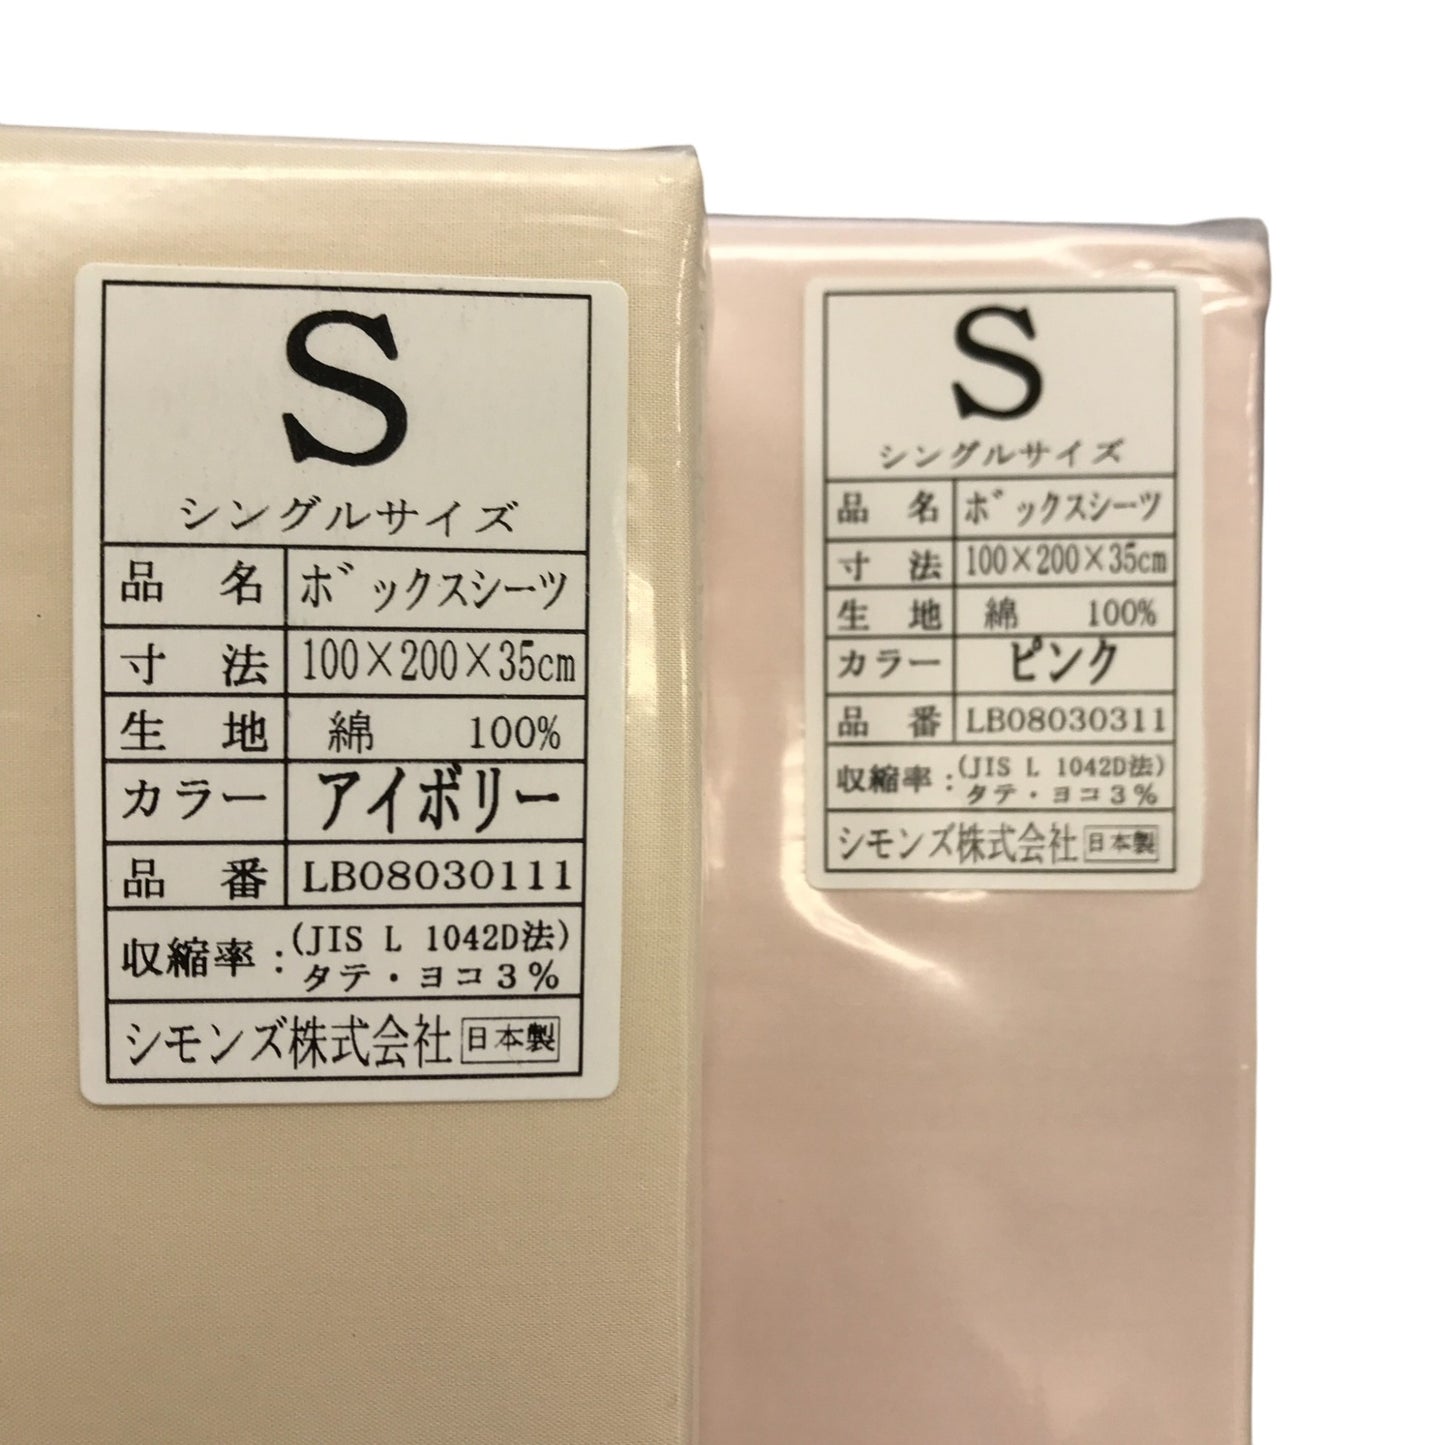 S
シングルサイズ
品 名 ボックスシーツ
寸 法 100×200×35cm
生 地 綿 100%
カラー アイボリー
品 番 LB08030111
収縮率:(JIS L 1042D法)
タテ・ヨコ3%
シモンズ株式会社 日本製
S
シングルサイズ
品 名 ボックスシーツ
寸 法 100×200×35cm
生 地 綿 100%
カラー ピンク
品 番 LB08030311
収縮率:(JIS L 1042D法)
タテ・ヨコ3%
シモンズ株式会社 日本製